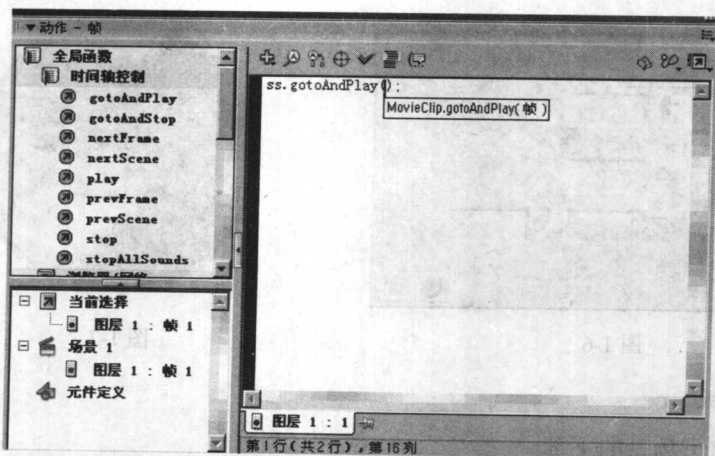 动作 - 帧
全局函数
时间轴控制
gotoAndPlay
gotoAndStop
nextFrame
nextScene
play
prevFrame
prevScene
stop
stopAllSounds
ss.gotoAndPlay();
MovieClip.gotoAndPlay( 帧 )
当前选择
图层 1 : 帧 1
场景 1
图层 1 : 帧 1
元件定义
图层 1 : 1
第1行(共2行), 第16列
图 1-6